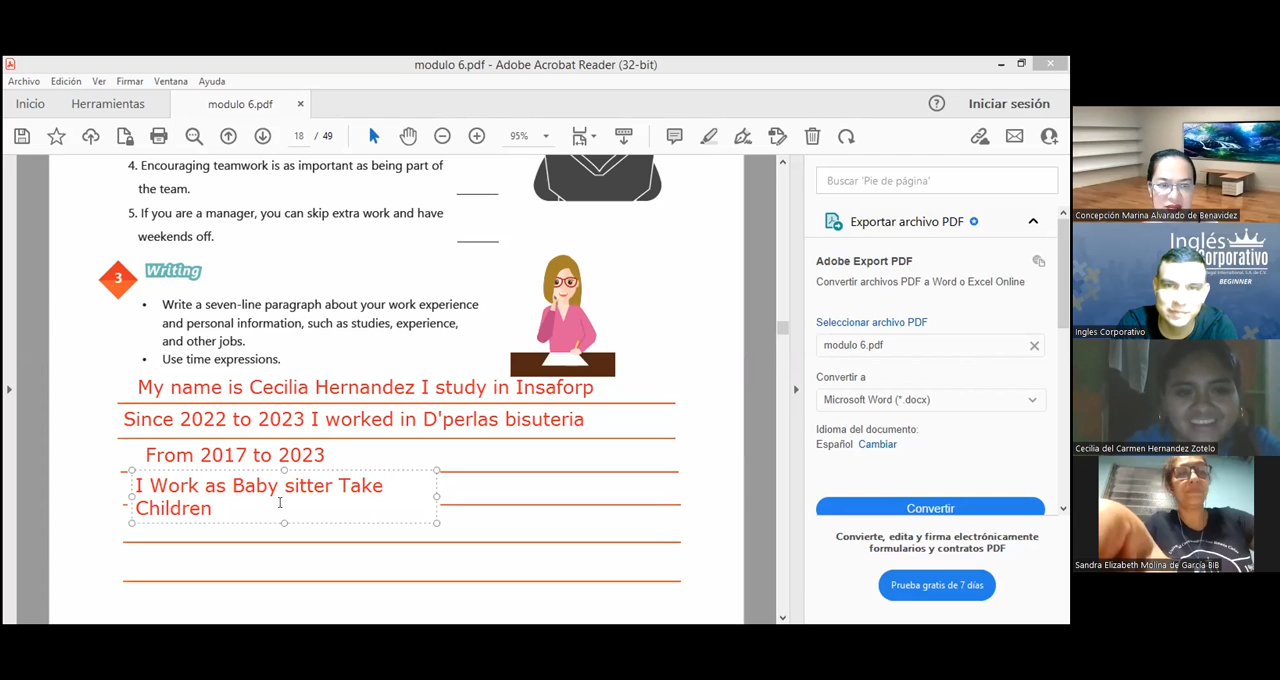 modulo 6.pdf - Adobe Acrobat Reader (32-bit)
Archivo Edición Ver Firmar Ventana Ayuda
Inicio Herramientas modulo 6.pdf × Iniciar sesión
18 / 49 95%
4. Encouraging teamwork is as important as being part of
the team.
5. If you are a manager, you can skip extra work and have
weekends off.
3 Writing
• Write a seven-line paragraph about your work experience
and personal information, such as studies, experience,
and other jobs.
• Use time expressions.
My name is Cecilia Hernandez I study in Insaforp
Since 2022 to 2023 I worked in D'perlas bisuteria
From 2017 to 2023
I Work as Baby sitter Take
Children
Buscar 'Pie de página'
Exportar archivo PDF
Adobe Export PDF
Convertir archivos PDF a Word o Excel Online
Seleccionar archivo PDF
modulo 6.pdf
Convertir a
Microsoft Word (*.docx)
Idioma del documento:
Español Cambiar
Convertir
Convierte, edita y firma electrónicamente
formularios y contratos PDF
Prueba gratis de 7 días
Concepción Marina Alvarado de Benavidez
Inglés
Corporativo
BEGINNER
Ingles Corporativo
Cecilia del Carmen Hernandez Zotelo
Sandra Elizabeth Molina de García BIB